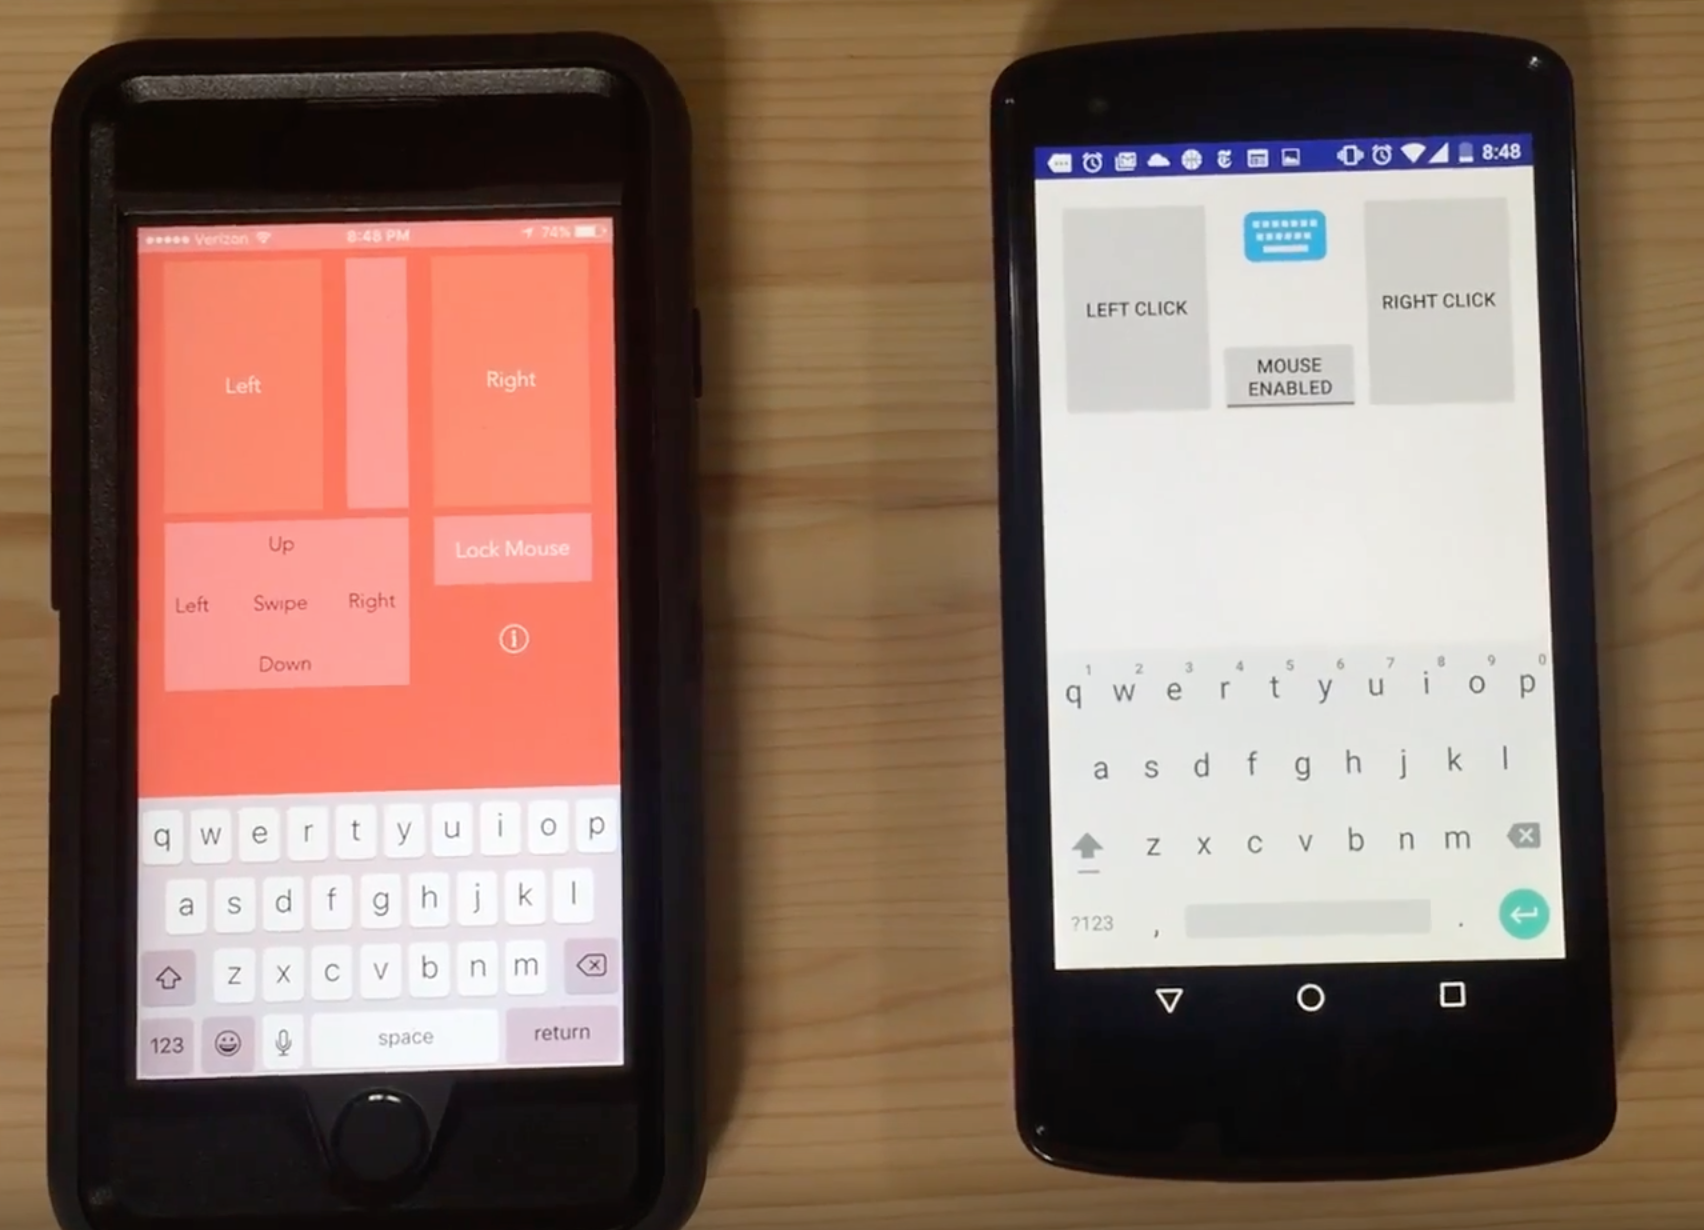 Verizon 8:48 PM 74%
Left
Right
Lock Mouse
Up
Left Swipe Right
Down
q w e r t y u i o p
a s d f g h j k l
z x c v b n m
123 space return
8:48
LEFT CLICK
RIGHT CLICK
MOUSE
ENABLED
1 2 3 4 5 6 7 8 9 0
q w e r t y u i o p
a s d f g h j k l
z x c v b n m
?123 , .